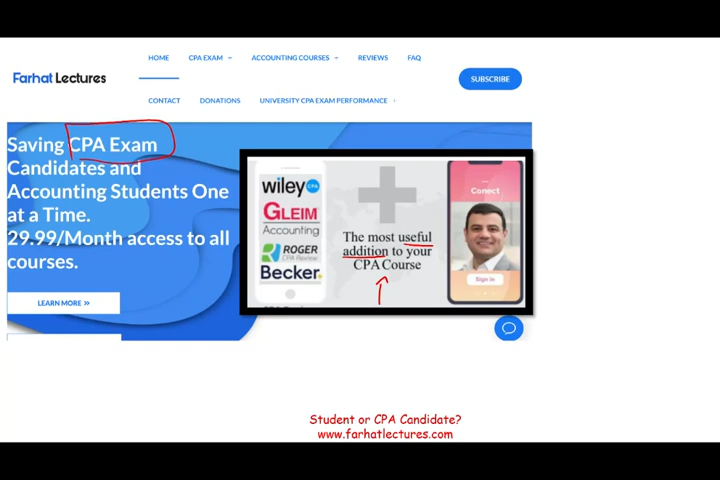 HOME
CPA EXAM
ACCOUNTING COURSES
REVIEWS
FAQ
Farhat Lectures
SUBSCRIBE
CONTACT
DONATIONS
UNIVERSITY CPA EXAM PERFORMANCE
Saving CPA Exam
Candidates and
Accounting Students One
at a Time.
29.99/Month access to all
courses.
LEARN MORE
wiley CPA
GLEIM
Accounting
ROGER
CPA Review
Becker.
The most useful
addition to your
CPA Course
Conect
Sign in
Student or CPA Candidate?
www.farhatlectures.com